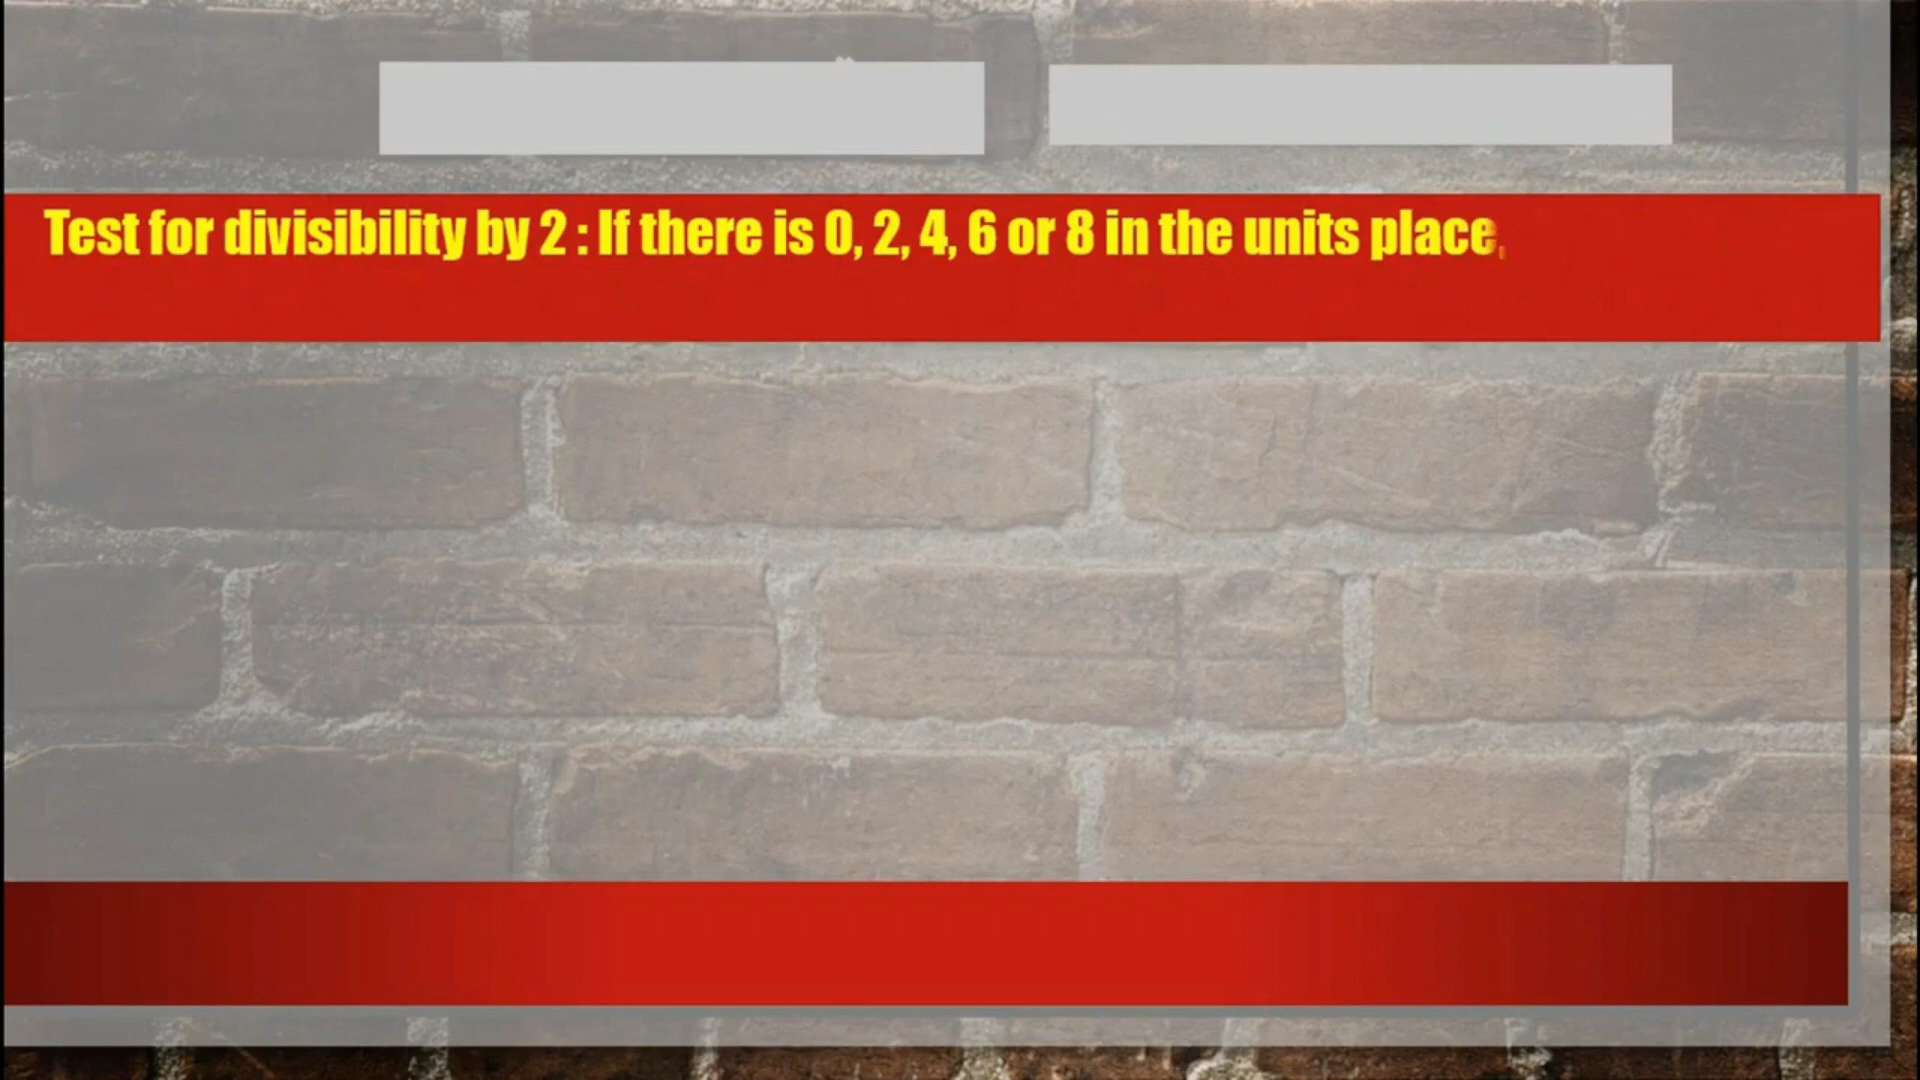 Test for divisibility by 2 : If there is 0, 2, 4, 6 or 8 in the units place,